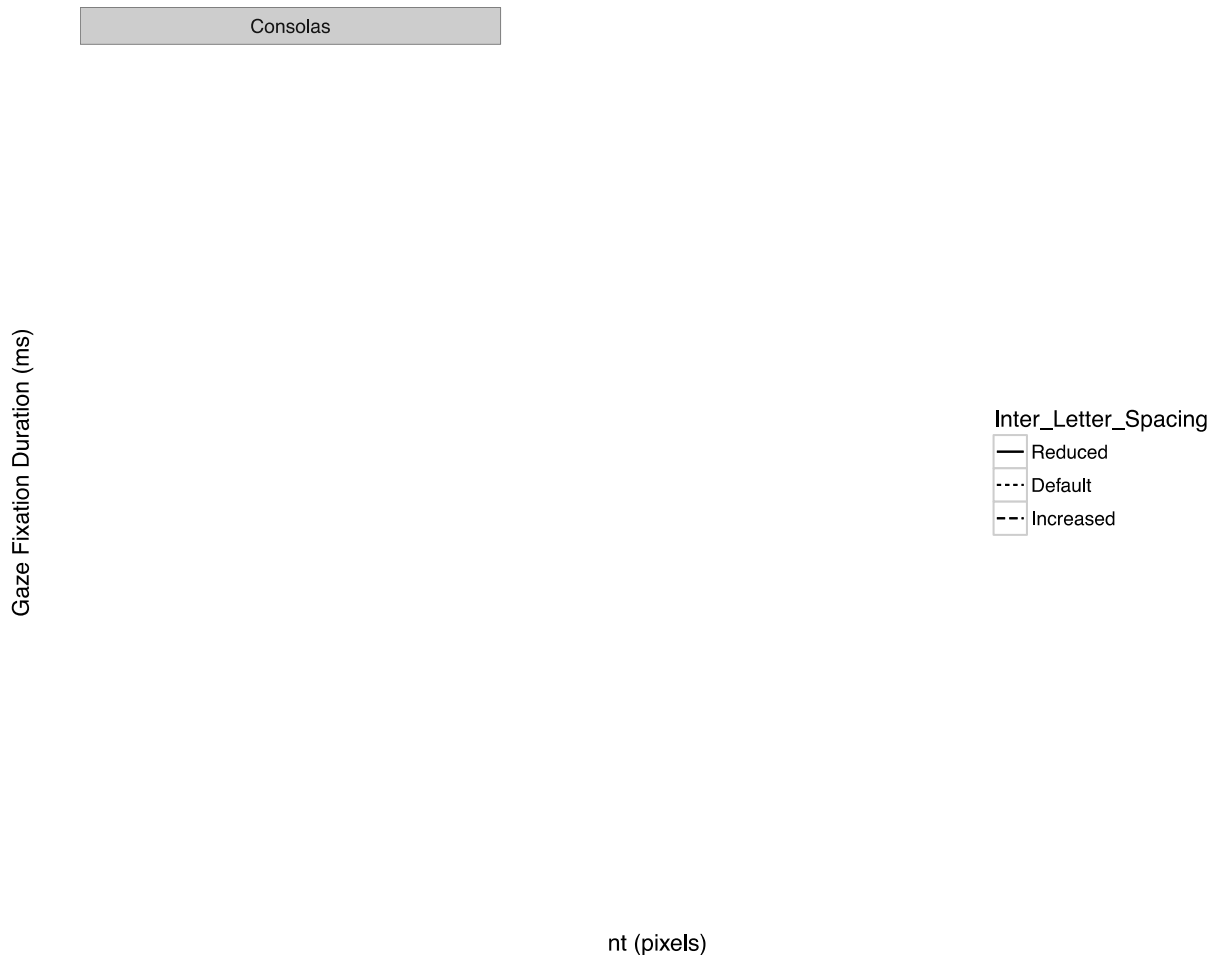 Consolas
Gaze Fixation Duration (ms)
Inter_Letter_Spacing
Reduced
Default
Increased
nt (pixels)